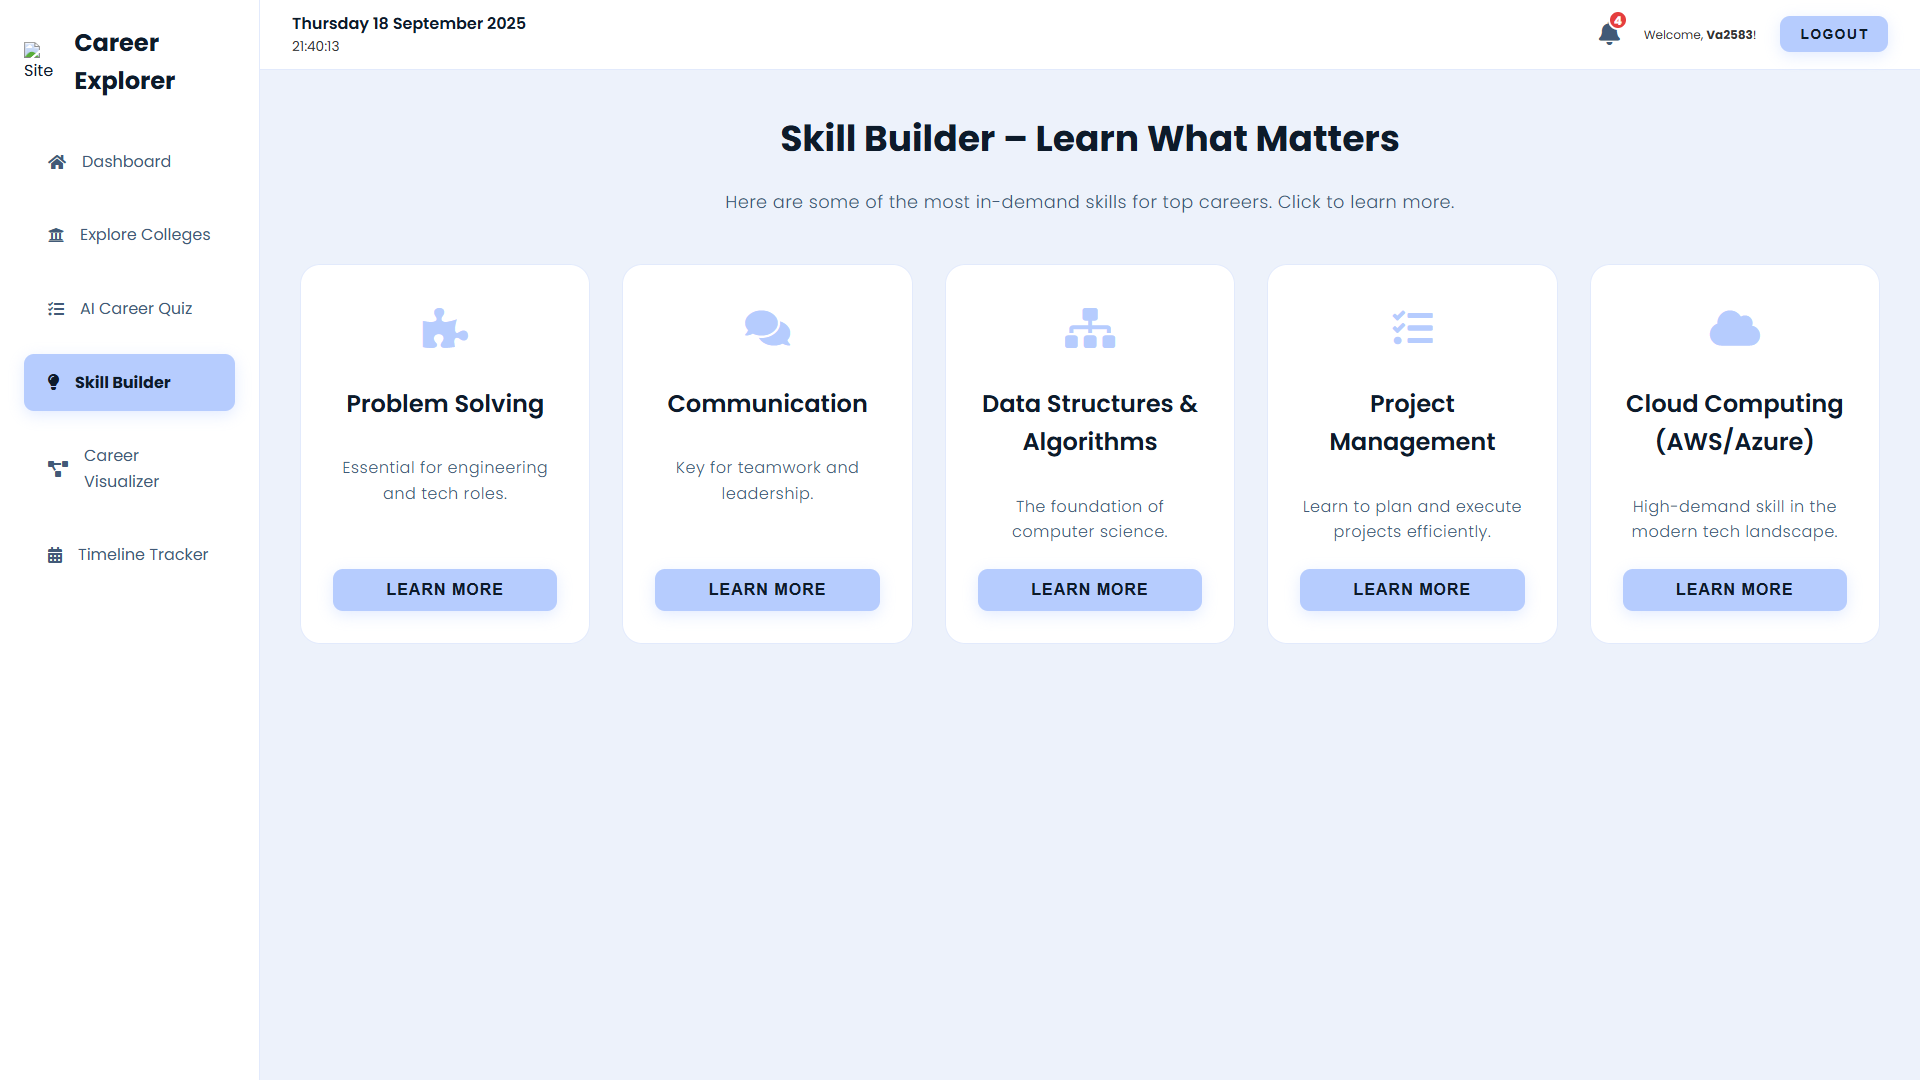 Site
Career
Explorer
Dashboard
Explore Colleges
AI Career Quiz
Skill Builder
Career
Visualizer
Timeline Tracker
Thursday 18 September 2025
21:40:13
4
Welcome, Va2583!
LOGOUT
Skill Builder – Learn What Matters
Here are some of the most in-demand skills for top careers. Click to learn more.
Problem Solving
Essential for engineering
and tech roles.
LEARN MORE
Communication
Key for teamwork and
leadership.
LEARN MORE
Data Structures &
Algorithms
The foundation of
computer science.
LEARN MORE
Project
Management
Learn to plan and execute
projects efficiently.
LEARN MORE
Cloud Computing
(AWS/Azure)
High-demand skill in the
modern tech landscape.
LEARN MORE